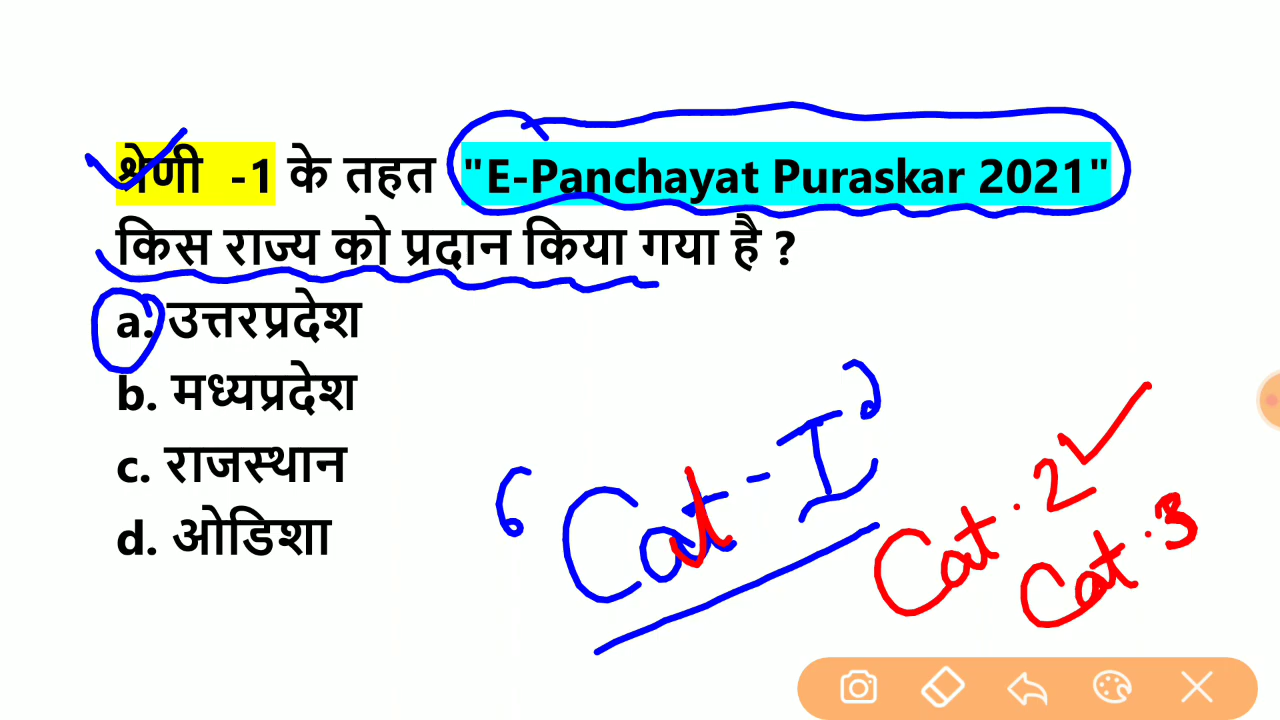 श्रेणी -1 के तहत "E-Panchayat Puraskar 2021"
किस राज्य को प्रदान किया गया है ?
a. उत्तरप्रदेश
b. मध्यप्रदेश
c. राजस्थान
d. ओडिशा
Cat-I
Cat.2
Cat.3